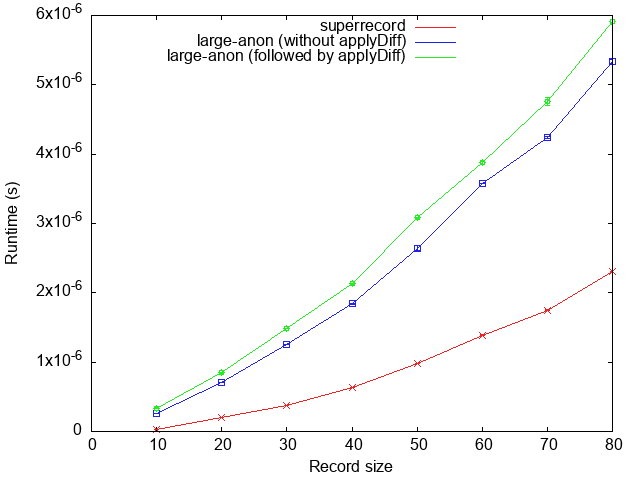 6x10-6
superrecord
large-anon (without applyDiff)
large-anon (followed by applyDiff)
5x10-6
4x10-6
3x10-6
2x10-6
1x10-6
0
Runtime (s)
0 10 20 30 40 50 60 70 80
Record size